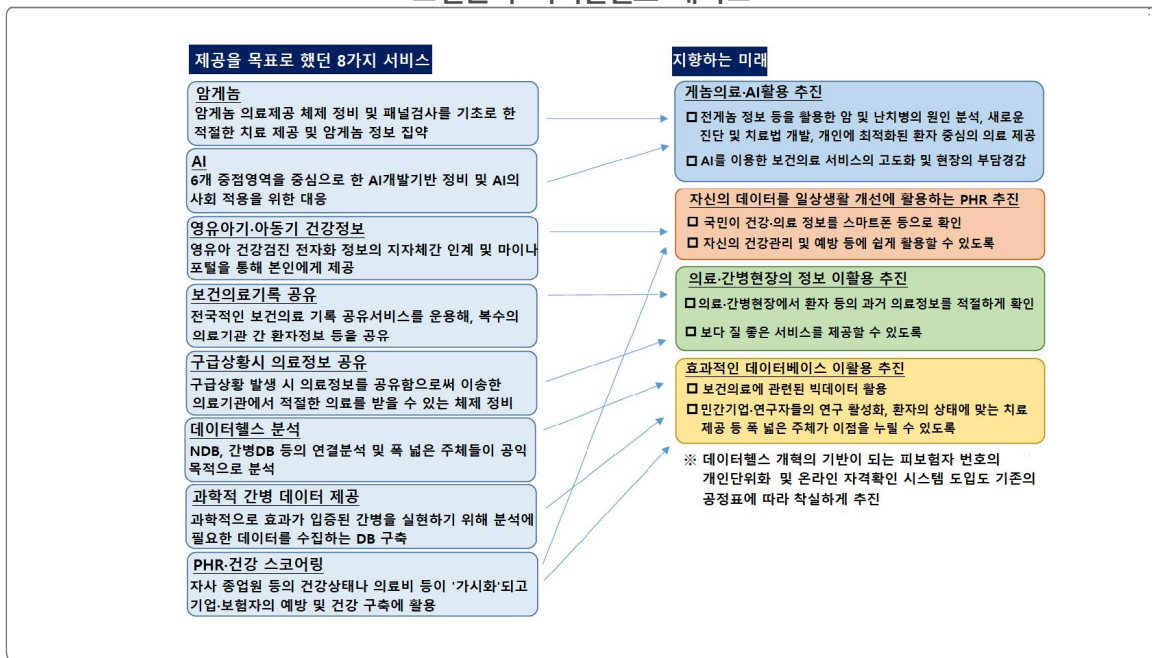 제공을 목표로 했던 8가지 서비스
암게놈
암게놈 의료제공 체제 정비 및 패널검사를 기초로 한
적절한 치료 제공 및 암게놈 정보 집약
AI
6개 중점영역을 중심으로 한 AI개발기반 정비 및 AI의
사회 적용을 위한 대응
영유아기·아동기 건강정보
영유아 건강검진 전자화 정보의 지자체간 인계 및 마이나
포털을 통해 본인에게 제공
보건의료기록 공유
전국적인 보건의료 기록 공유서비스를 운용해, 복수의
의료기관 간 환자정보 등을 공유
구급상황시 의료정보 공유
구급상황 발생 시 의료정보를 공유함으로써 이송한
의료기관에서 적절한 의료를 받을 수 있는 체제 정비
데이터헬스 분석
NDB, 간병DB 등의 연결분석 및 폭 넓은 주체들이 공익
목적으로 분석
과학적 간병 데이터 제공
과학적으로 효과가 입증된 간병을 실현하기 위해 분석에
필요한 데이터를 수집하는 DB 구축
PHR·건강 스코어링
자사 종업원 등의 건강상태나 의료비 등이 '가시화'되고
기업·보험자의 예방 및 건강 구축에 활용
지향하는 미래
게놈의료·AI활용 추진
전게놈 정보 등을 활용한 암 및 난치병의 원인 분석, 새로운
진단 및 치료법 개발, 개인에 최적화된 환자 중심의 의료 제공
AI를 이용한 보건의료 서비스의 고도화 및 현장의 부담경감
자신의 데이터를 일상생활 개선에 활용하는 PHR 추진
국민이 건강·의료 정보를 스마트폰 등으로 확인
자신의 건강관리 및 예방 등에 쉽게 활용할 수 있도록
의료·간병현장의 정보 이활용 추진
의료·간병현장에서 환자 등의 과거 의료정보를 적절하게 확인
보다 질 좋은 서비스를 제공할 수 있도록
효과적인 데이터베이스 이활용 추진
보건의료에 관련된 빅데이터 활용
민간기업·연구자들의 연구 활성화, 환자의 상태에 맞는 치료
제공 등 폭 넓은 주체가 이점을 누릴 수 있도록
※ 데이터헬스 개혁의 기반이 되는 피보험자 번호의
개인단위화 및 온라인 자격확인 시스템 도입도 기존의
공정표에 따라 착실하게 추진